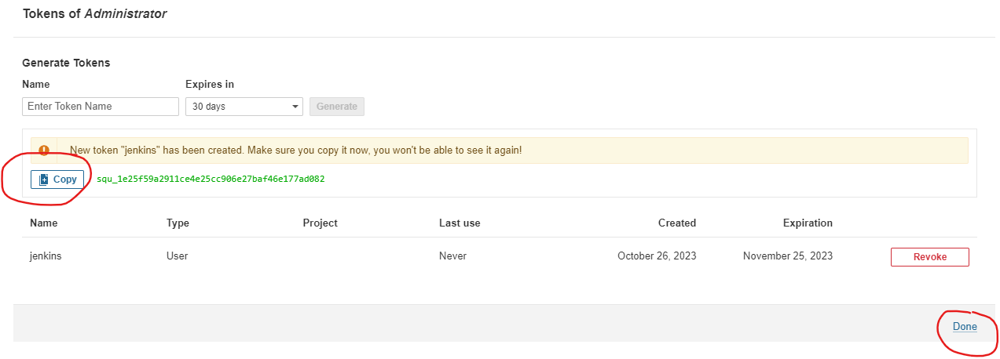 Tokens of Administrator
Generate Tokens
Name Expires in
Enter Token Name 30 days Generate
New token "jenkins" has been created. Make sure you copy it now, you won't be able to see it again!
Copy squ_1e25f59a2911ce4e25cc906e27baf46e177ad082
Name Type Project Last use Created Expiration
jenkins User Never October 26, 2023 November 25, 2023 Revoke
Done